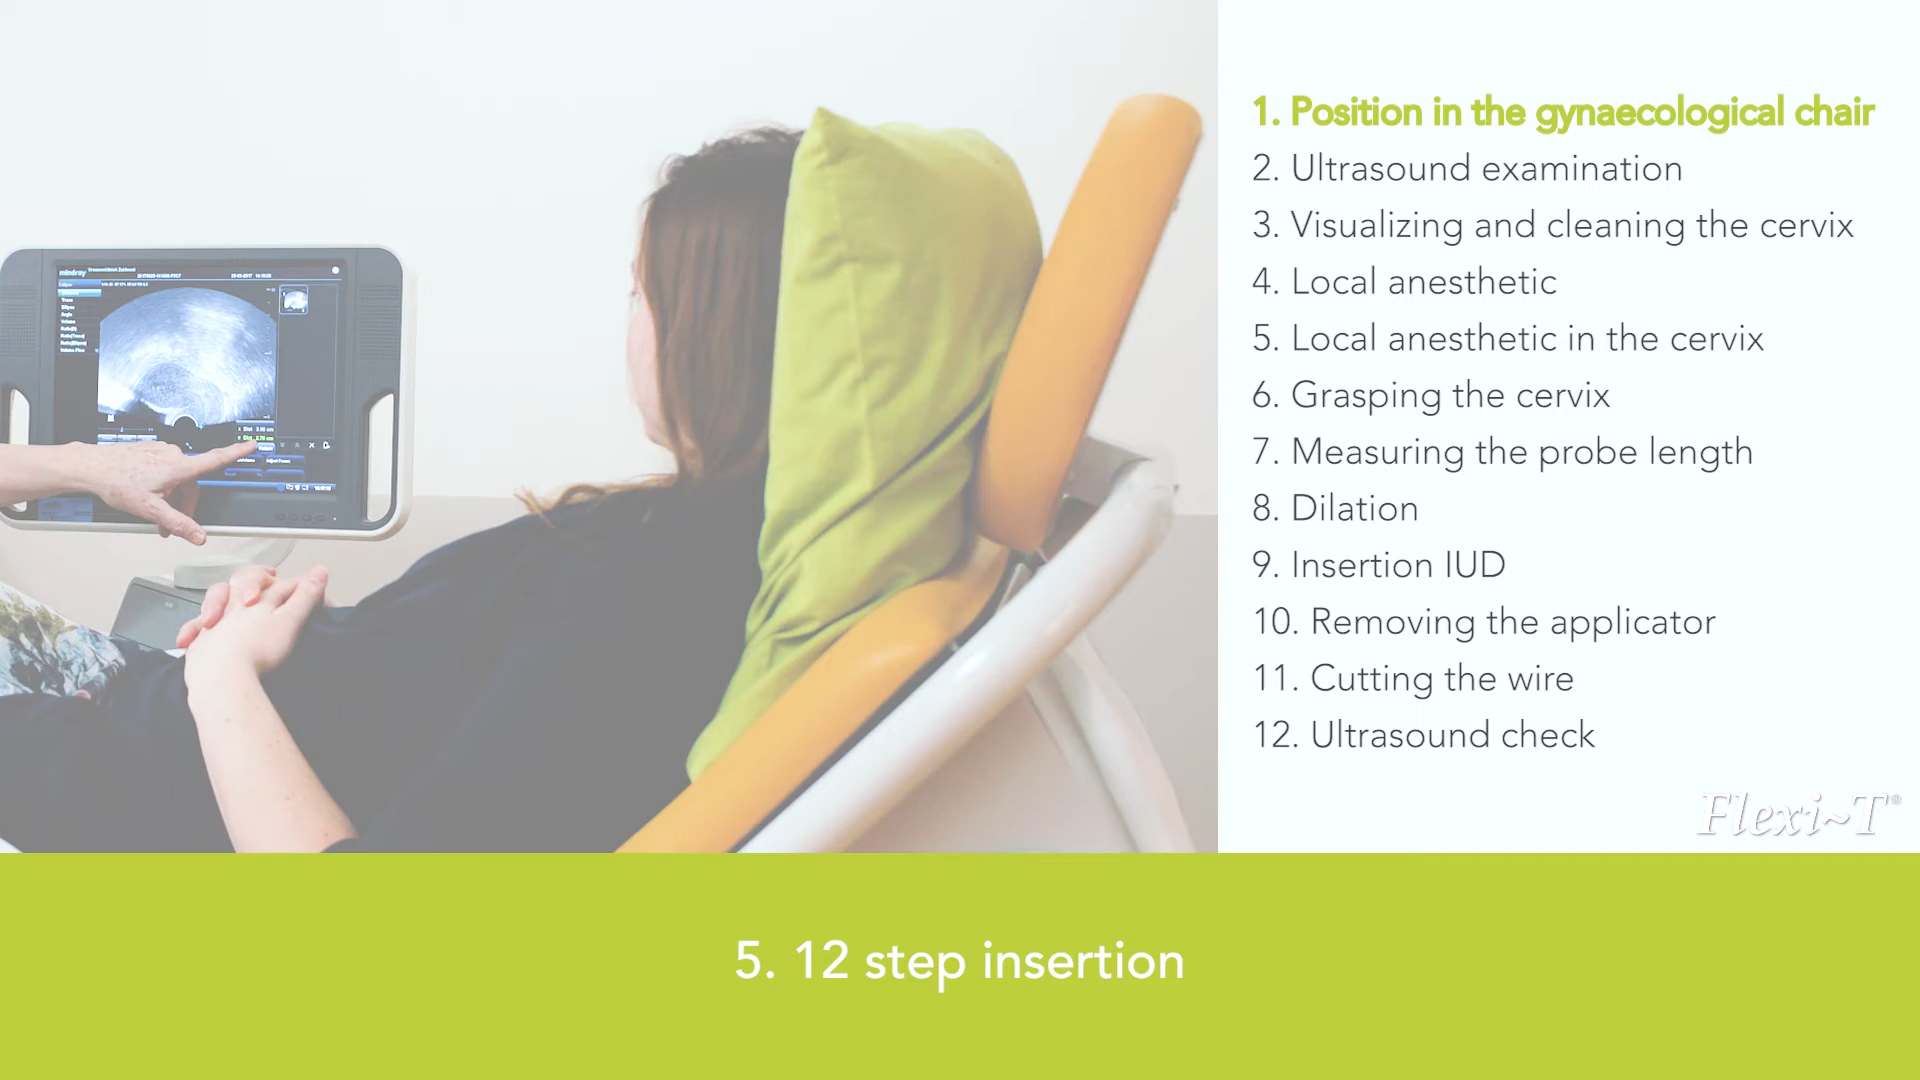 1. Position in the gynaecological chair
2. Ultrasound examination
3. Visualizing and cleaning the cervix
4. Local anesthetic
5. Local anesthetic in the cervix
6. Grasping the cervix
7. Measuring the probe length
8. Dilation
9. Insertion IUD
10. Removing the applicator
11. Cutting the wire
12. Ultrasound check
Flexi~T®
5. 12 step insertion
mindray